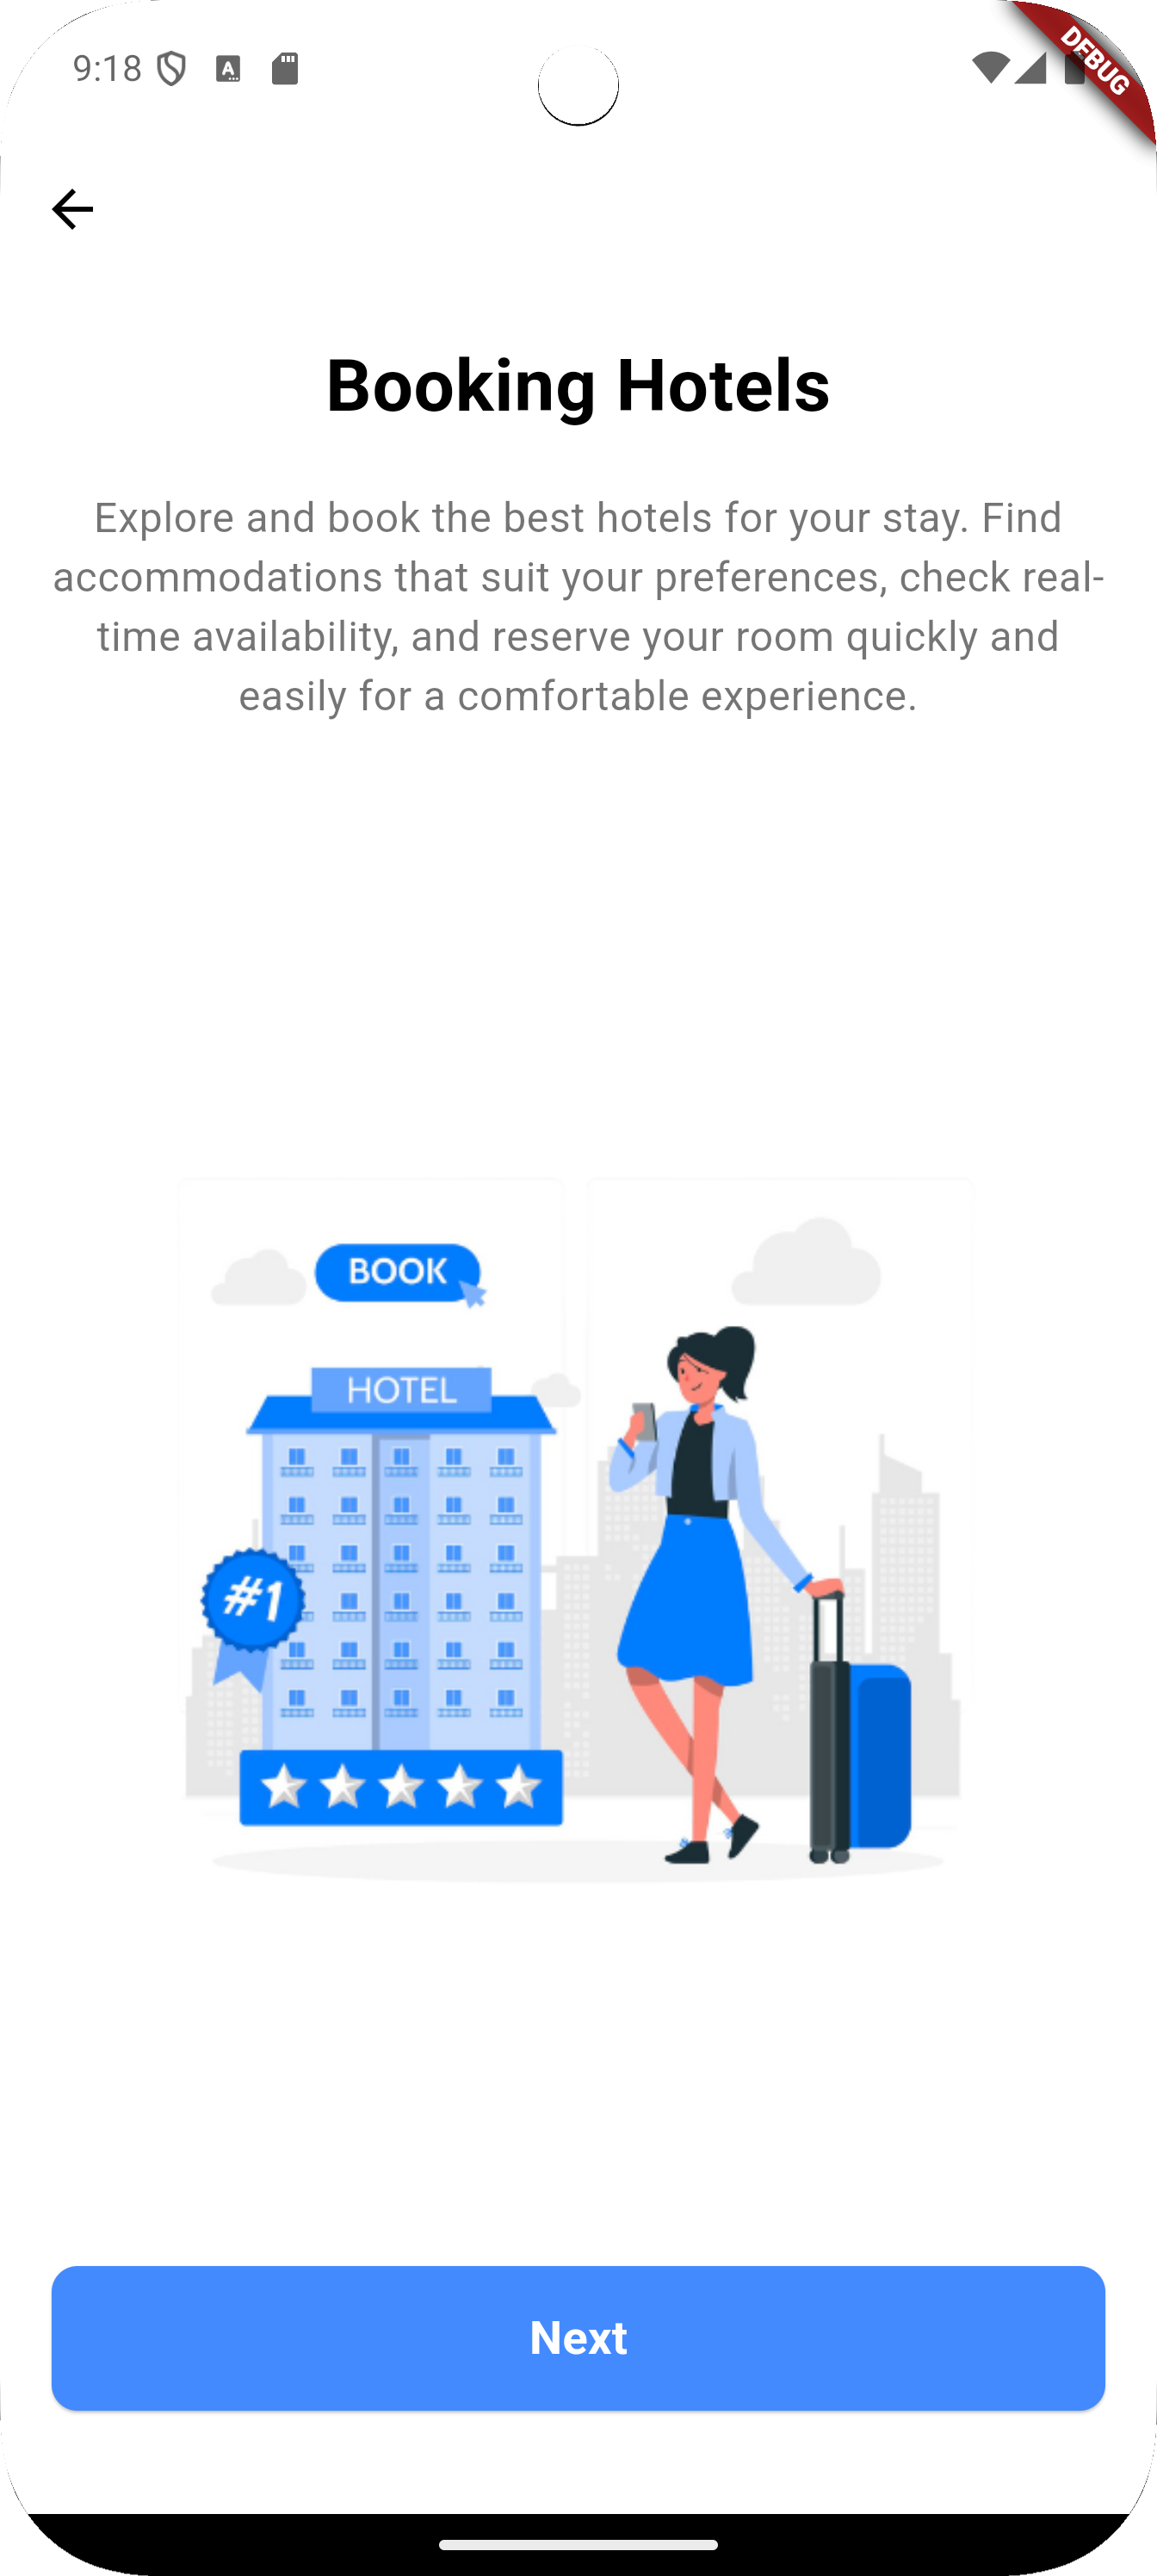 9:18
DEBUG
Booking Hotels
Explore and book the best hotels for your stay. Find
accommodations that suit your preferences, check real-
time availability, and reserve your room quickly and
easily for a comfortable experience.
BOOK
HOTEL
#1
Next